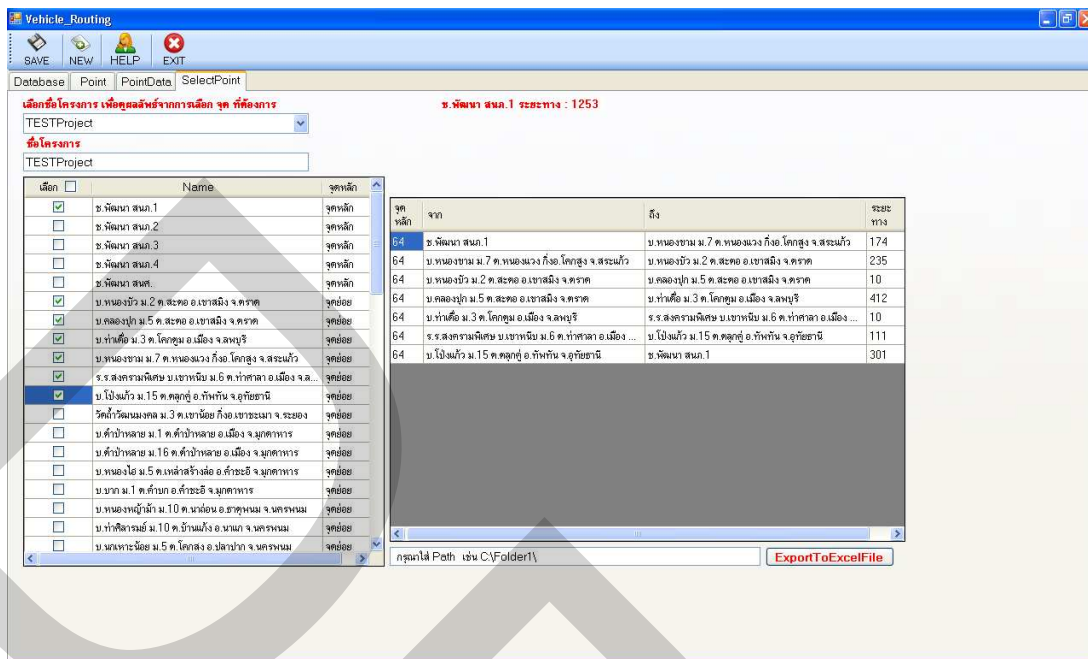 Vehicle_Routing
SAVE NEW HELP EXIT
Database Point PointData SelectPoint
เลือกชื่อโครงการ เพื่อดูผลลัพธ์จากการเลือก จุด ที่ต้องการ
ช.พัฒนา สนภ.1 ระยะทาง : 1253
TESTProject
ชื่อโครงการ
TESTProject
เลือก Name จุดหลัก
ช.พัฒนา สนภ.1 จุดหลัก
ช.พัฒนา สนภ.2 จุดหลัก
ช.พัฒนา สนภ.3 จุดหลัก
ช.พัฒนา สนภ.4 จุดหลัก
ช.พัฒนา สนศ. จุดหลัก
บ.หนองบัว ม.2 ต.สะตอ อ.เขาสมิง จ.ตราด จุดย่อย
บ.คลองปุก ม.5 ต.สะตอ อ.เขาสมิง จ.ตราด จุดย่อย
บ.ท่าเดื่อ ม.3 ต.โคกตูม อ.เมือง จ.ลพบุรี จุดย่อย
บ.หนองขาม ม.7 ต.หนองแวง กิ่งอ.โคกสูง จ.สระแก้ว จุดย่อย
ร.ร.สงครามพิเศษ บ.เขาหนีบ ม.6 ต.ท่าศาลา อ.เมือง จ.ล... จุดย่อย
บ.โป่งแก้ว ม.15 ต.ตลุกดู่ อ.ทัพทัน จ.อุทัยธานี จุดย่อย
วัดถ้ำวัฒนมงคล ม.3 ต.เขาน้อย กิ่งอ.เขาชะเมา จ.ระยอง จุดย่อย
บ.คำป่าหลาย ม.1 ต.คำป่าหลาย อ.เมือง จ.มุกดาหาร จุดย่อย
บ.คำป่าหลาย ม.16 ต.คำป่าหลาย อ.เมือง จ.มุกดาหาร จุดย่อย
บ.หนองไฮ ม.5 ต.เหล่าสร้างถ่อ อ.คำชะอี จ.มุกดาหาร จุดย่อย
บ.บาก ม.1 ต.คำบก อ.คำชะอี จ.มุกดาหาร จุดย่อย
บ.หนองหญ้าม้า ม.10 ต.นาถ่อน อ.ธาตุพนม จ.นครพนม จุดย่อย
บ.ท่าศิลารมย์ ม.10 ต.บ้านแก้ง อ.นาแก จ.นครพนม จุดย่อย
บ.นกเหาะน้อย ม.5 ต.โคกสง อ.ปลาปาก จ.นครพนม จุดย่อย
จุดหลัก จาก ถึง ระยะทาง
64 ช.พัฒนา สนภ.1 บ.หนองขาม ม.7 ต.หนองแวง กิ่งอ.โคกสูง จ.สระแก้ว 174
64 บ.หนองขาม ม.7 ต.หนองแวง กิ่งอ.โคกสูง จ.สระแก้ว บ.หนองบัว ม.2 ต.สะตอ อ.เขาสมิง จ.ตราด 235
64 บ.หนองบัว ม.2 ต.สะตอ อ.เขาสมิง จ.ตราด บ.คลองปุก ม.5 ต.สะตอ อ.เขาสมิง จ.ตราด 10
64 บ.คลองปุก ม.5 ต.สะตอ อ.เขาสมิง จ.ตราด บ.ท่าเดื่อ ม.3 ต.โคกตูม อ.เมือง จ.ลพบุรี 412
64 บ.ท่าเดื่อ ม.3 ต.โคกตูม อ.เมือง จ.ลพบุรี ร.ร.สงครามพิเศษ บ.เขาหนีบ ม.6 ต.ท่าศาลา อ.เมือง ... 10
64 ร.ร.สงครามพิเศษ บ.เขาหนีบ ม.6 ต.ท่าศาลา อ.เมือง ... บ.โป่งแก้ว ม.15 ต.ตลุกดู่ อ.ทัพทัน จ.อุทัยธานี 111
64 บ.โป่งแก้ว ม.15 ต.ตลุกดู่ อ.ทัพทัน จ.อุทัยธานี ช.พัฒนา สนภ.1 301
กรุณาใส่ Path เช่น C:\Folder1\ ExportToExcelFile